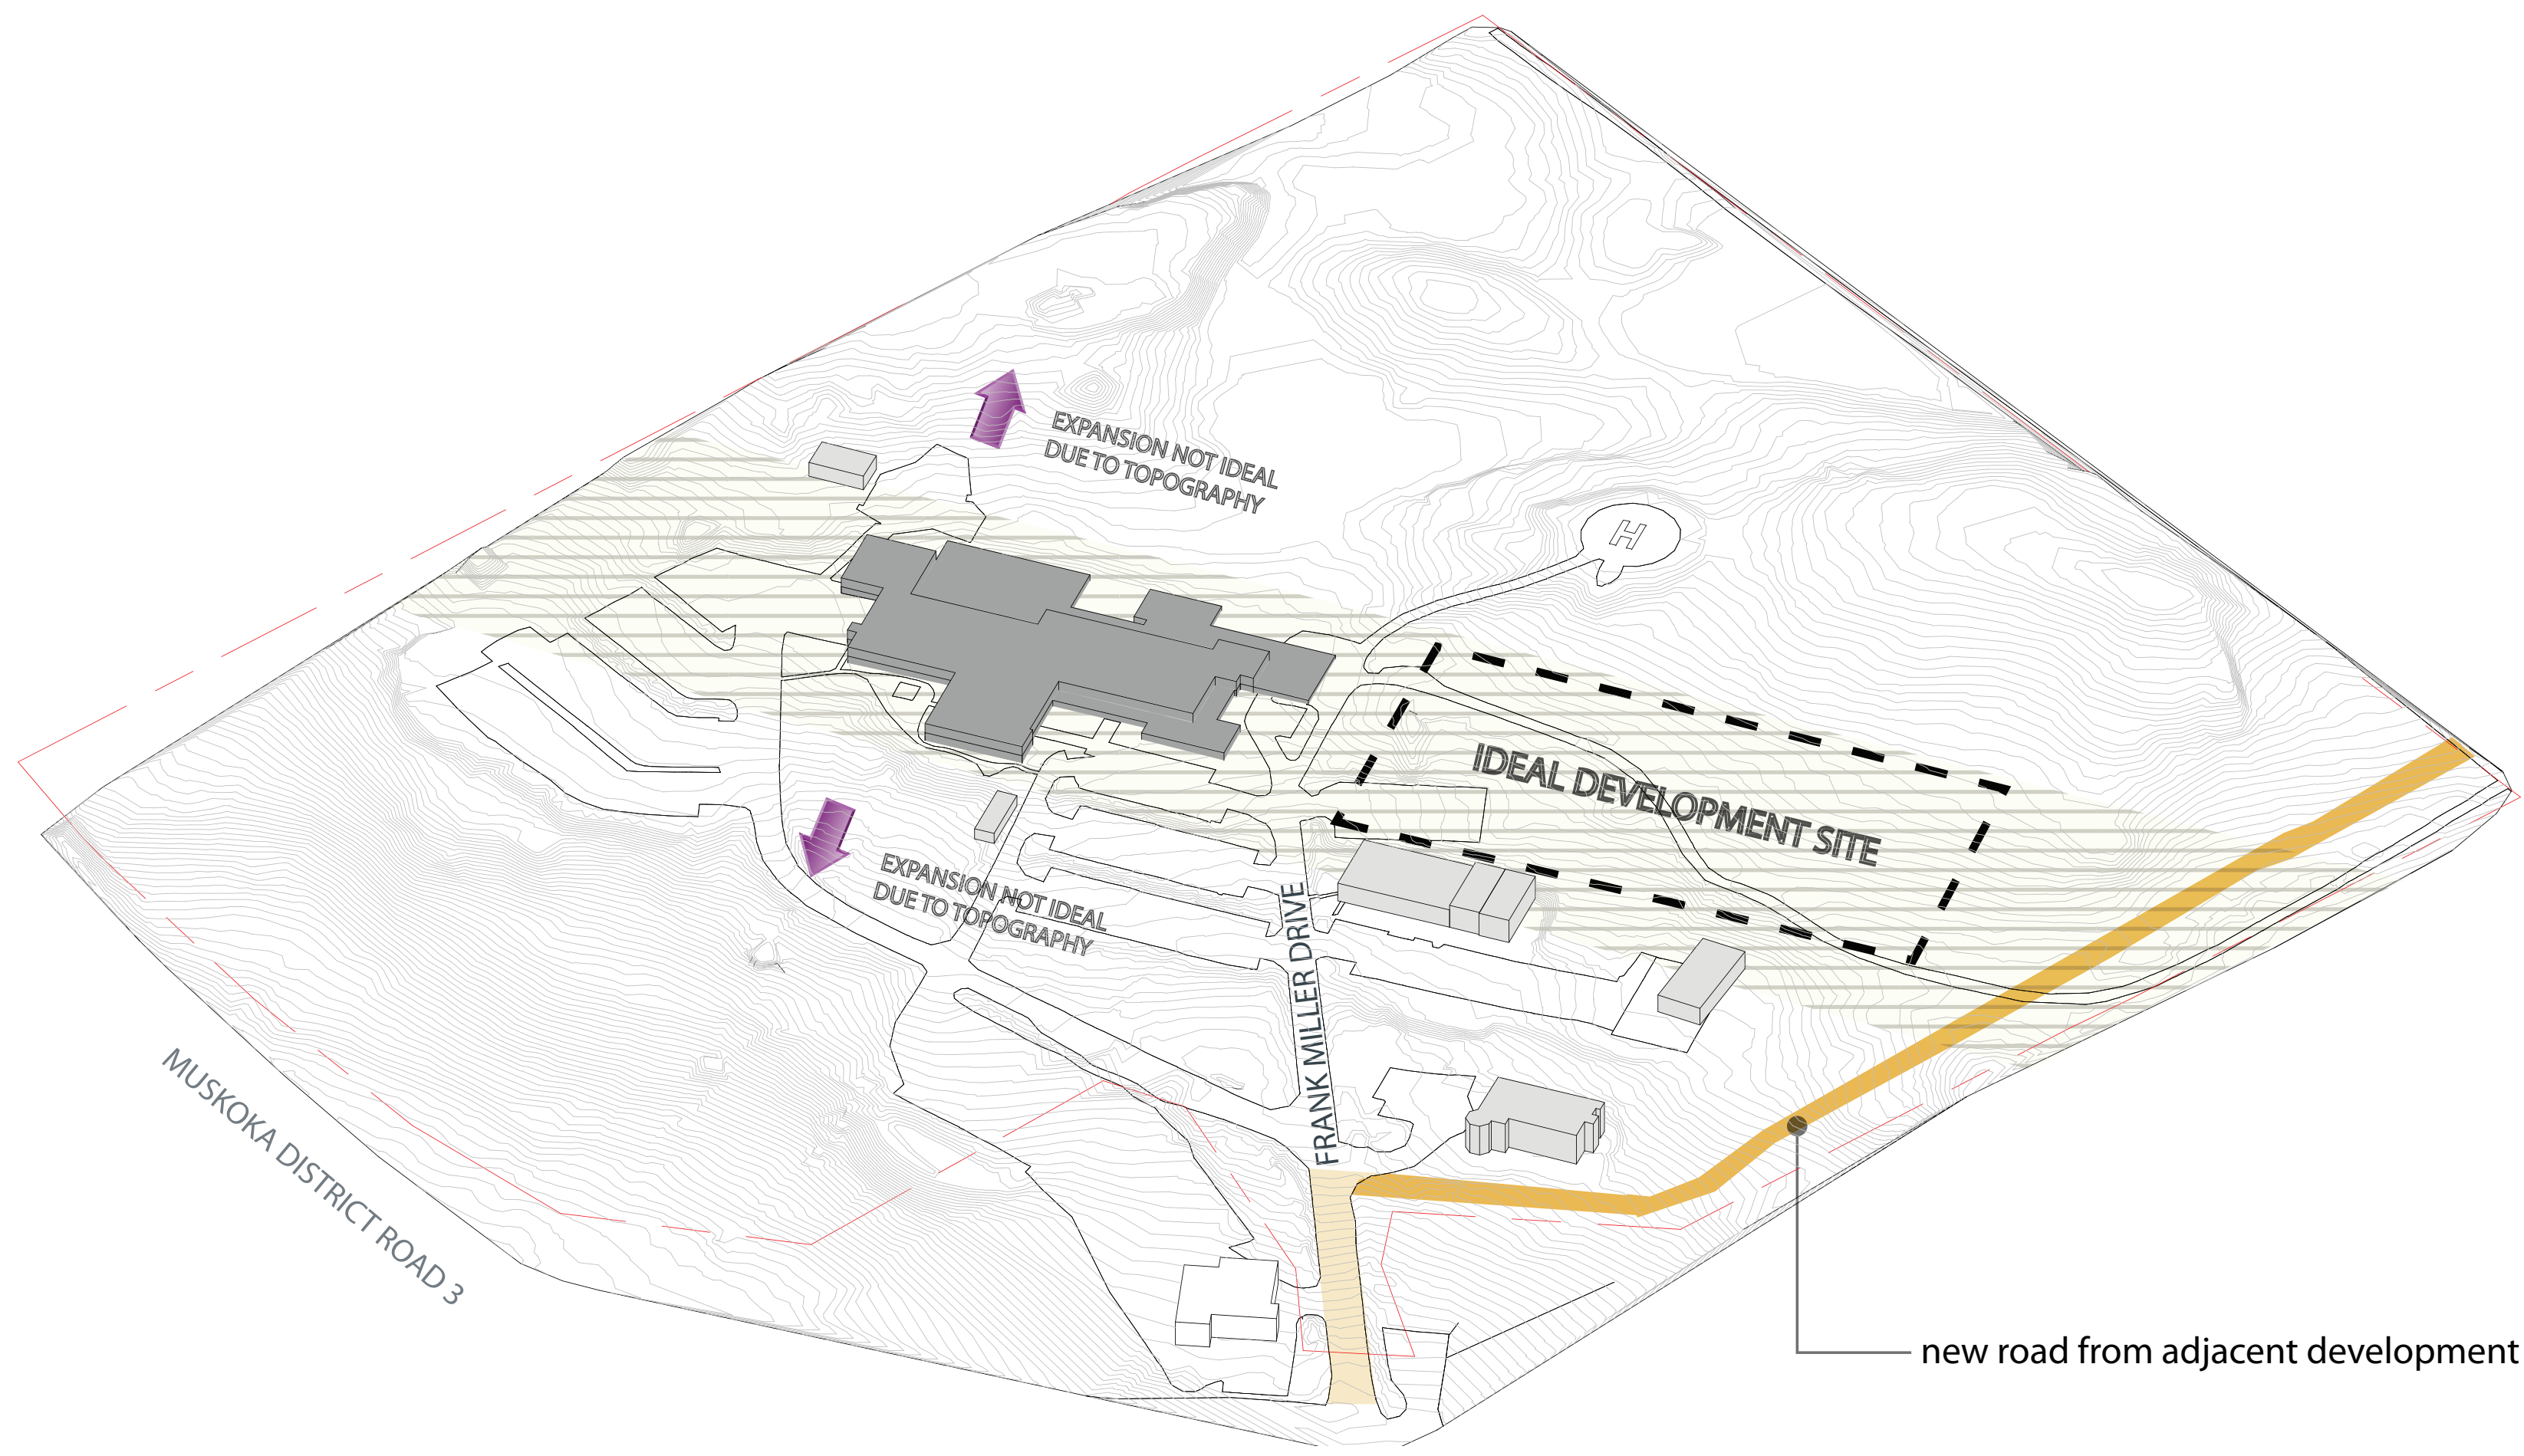 EXPANSION NOT IDEAL
DUE TO TOPOGRAPHY
H
IDEAL DEVELOPMENT SITE
EXPANSION NOT IDEAL
DUE TO TOPOGRAPHY
FRANK MILLER DRIVE
MUSKOKA DISTRICT ROAD 3
new road from adjacent development